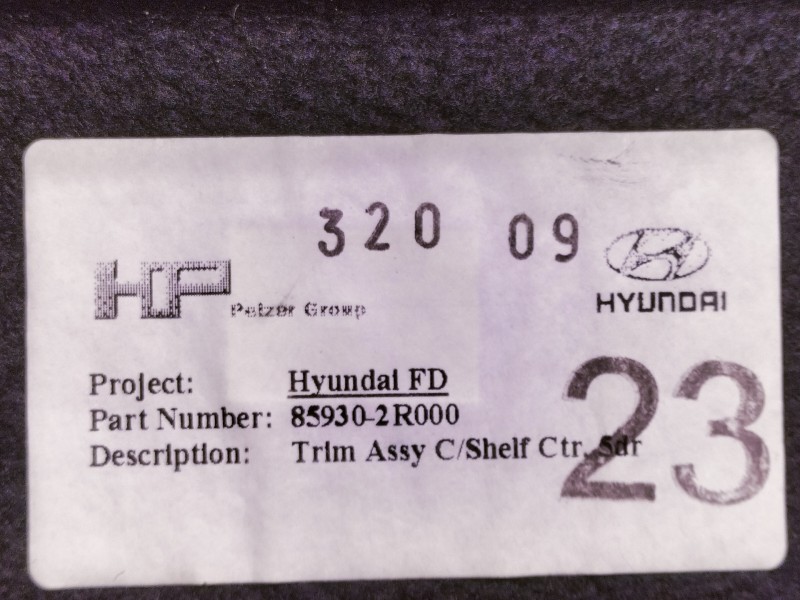 320 09
HP Pelzer Group
HYUNDAI
Project: Hyundai FD
Part Number: 85930-2R000
Description: Trim Assy C/Shelf Ctr. 5dr
23